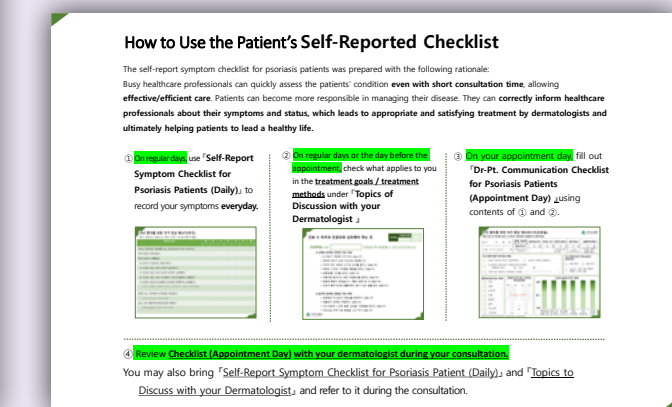 How to Use the Patient's Self-Reported Checklist
The self-report symptom checklist for psoriasis patients was prepared with the following rationale:
Busy healthcare professionals can quickly assess the patients' condition even with short consultation time, allowing
effective/efficient care. Patients can become more responsible in managing their disease. They can correctly inform healthcare
professionals about their symptoms and status, which leads to appropriate and satisfying treatment by dermatologists and
ultimately helping patients to lead a healthy life.
① On regular days, use 『Self-Report
Symptom Checklist for
Psoriasis Patients (Daily)』 to
record your symptoms everyday.
② On regular days or the day before the
appointment, check what applies to you
in the treatment goals / treatment
methods under 『Topics of
Discussion with your
Dermatologist 』
③ On your appointment day, fill out
『Dr-Pt. Communication Checklist
for Psoriasis Patients
(Appointment Day) 』using
contents of ① and ②.
④ Review Checklist (Appointment Day) with your dermatologist during your consultation.
You may also bring 『Self-Report Symptom Checklist for Psoriasis Patient (Daily)』 and 『Topics to
Discuss with your Dermatologist』 and refer to it during the consultation.